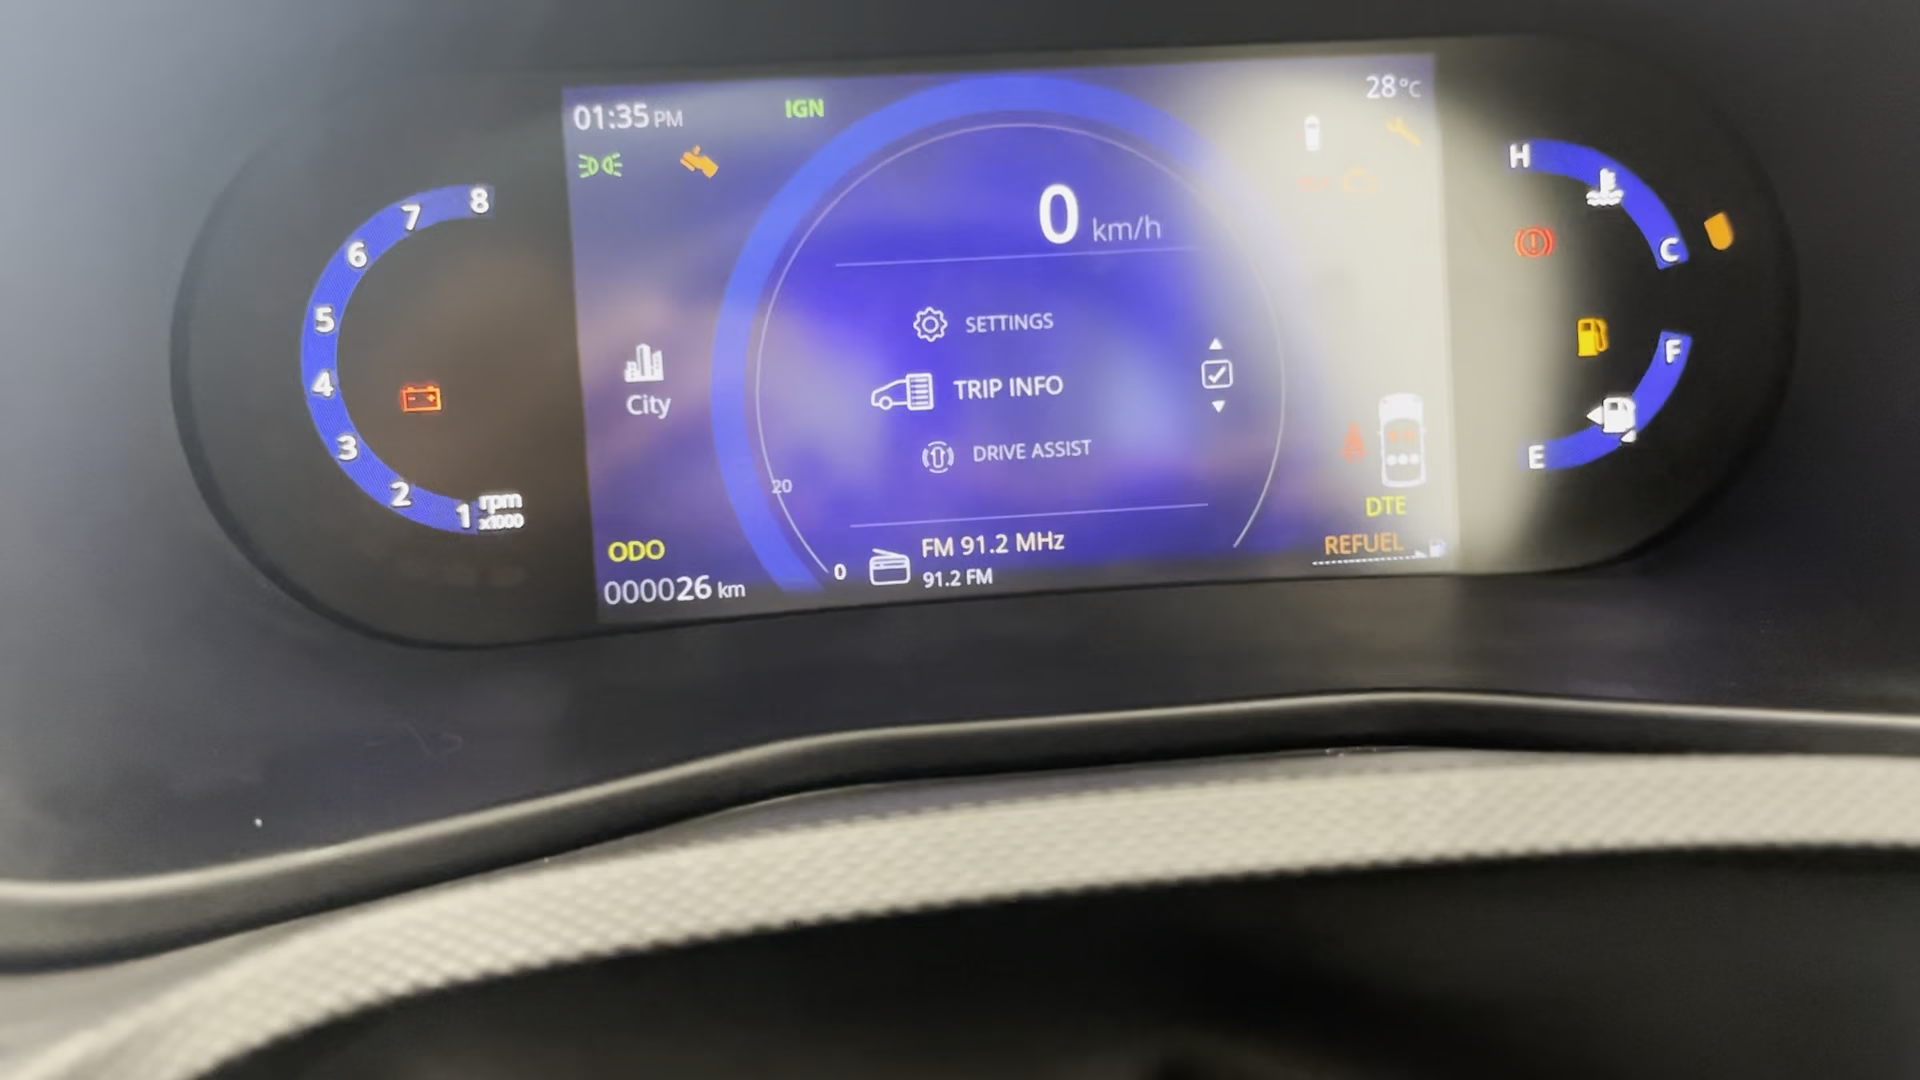 01:35 PM
IGN
28°C
8
7
6
5
4
3
2
1
rpm
x1000
0 km/h
SETTINGS
TRIP INFO
DRIVE ASSIST
City
20
0
ODO
000026 km
FM 91.2 MHz
91.2 FM
DTE
REFUEL
H
C
F
E